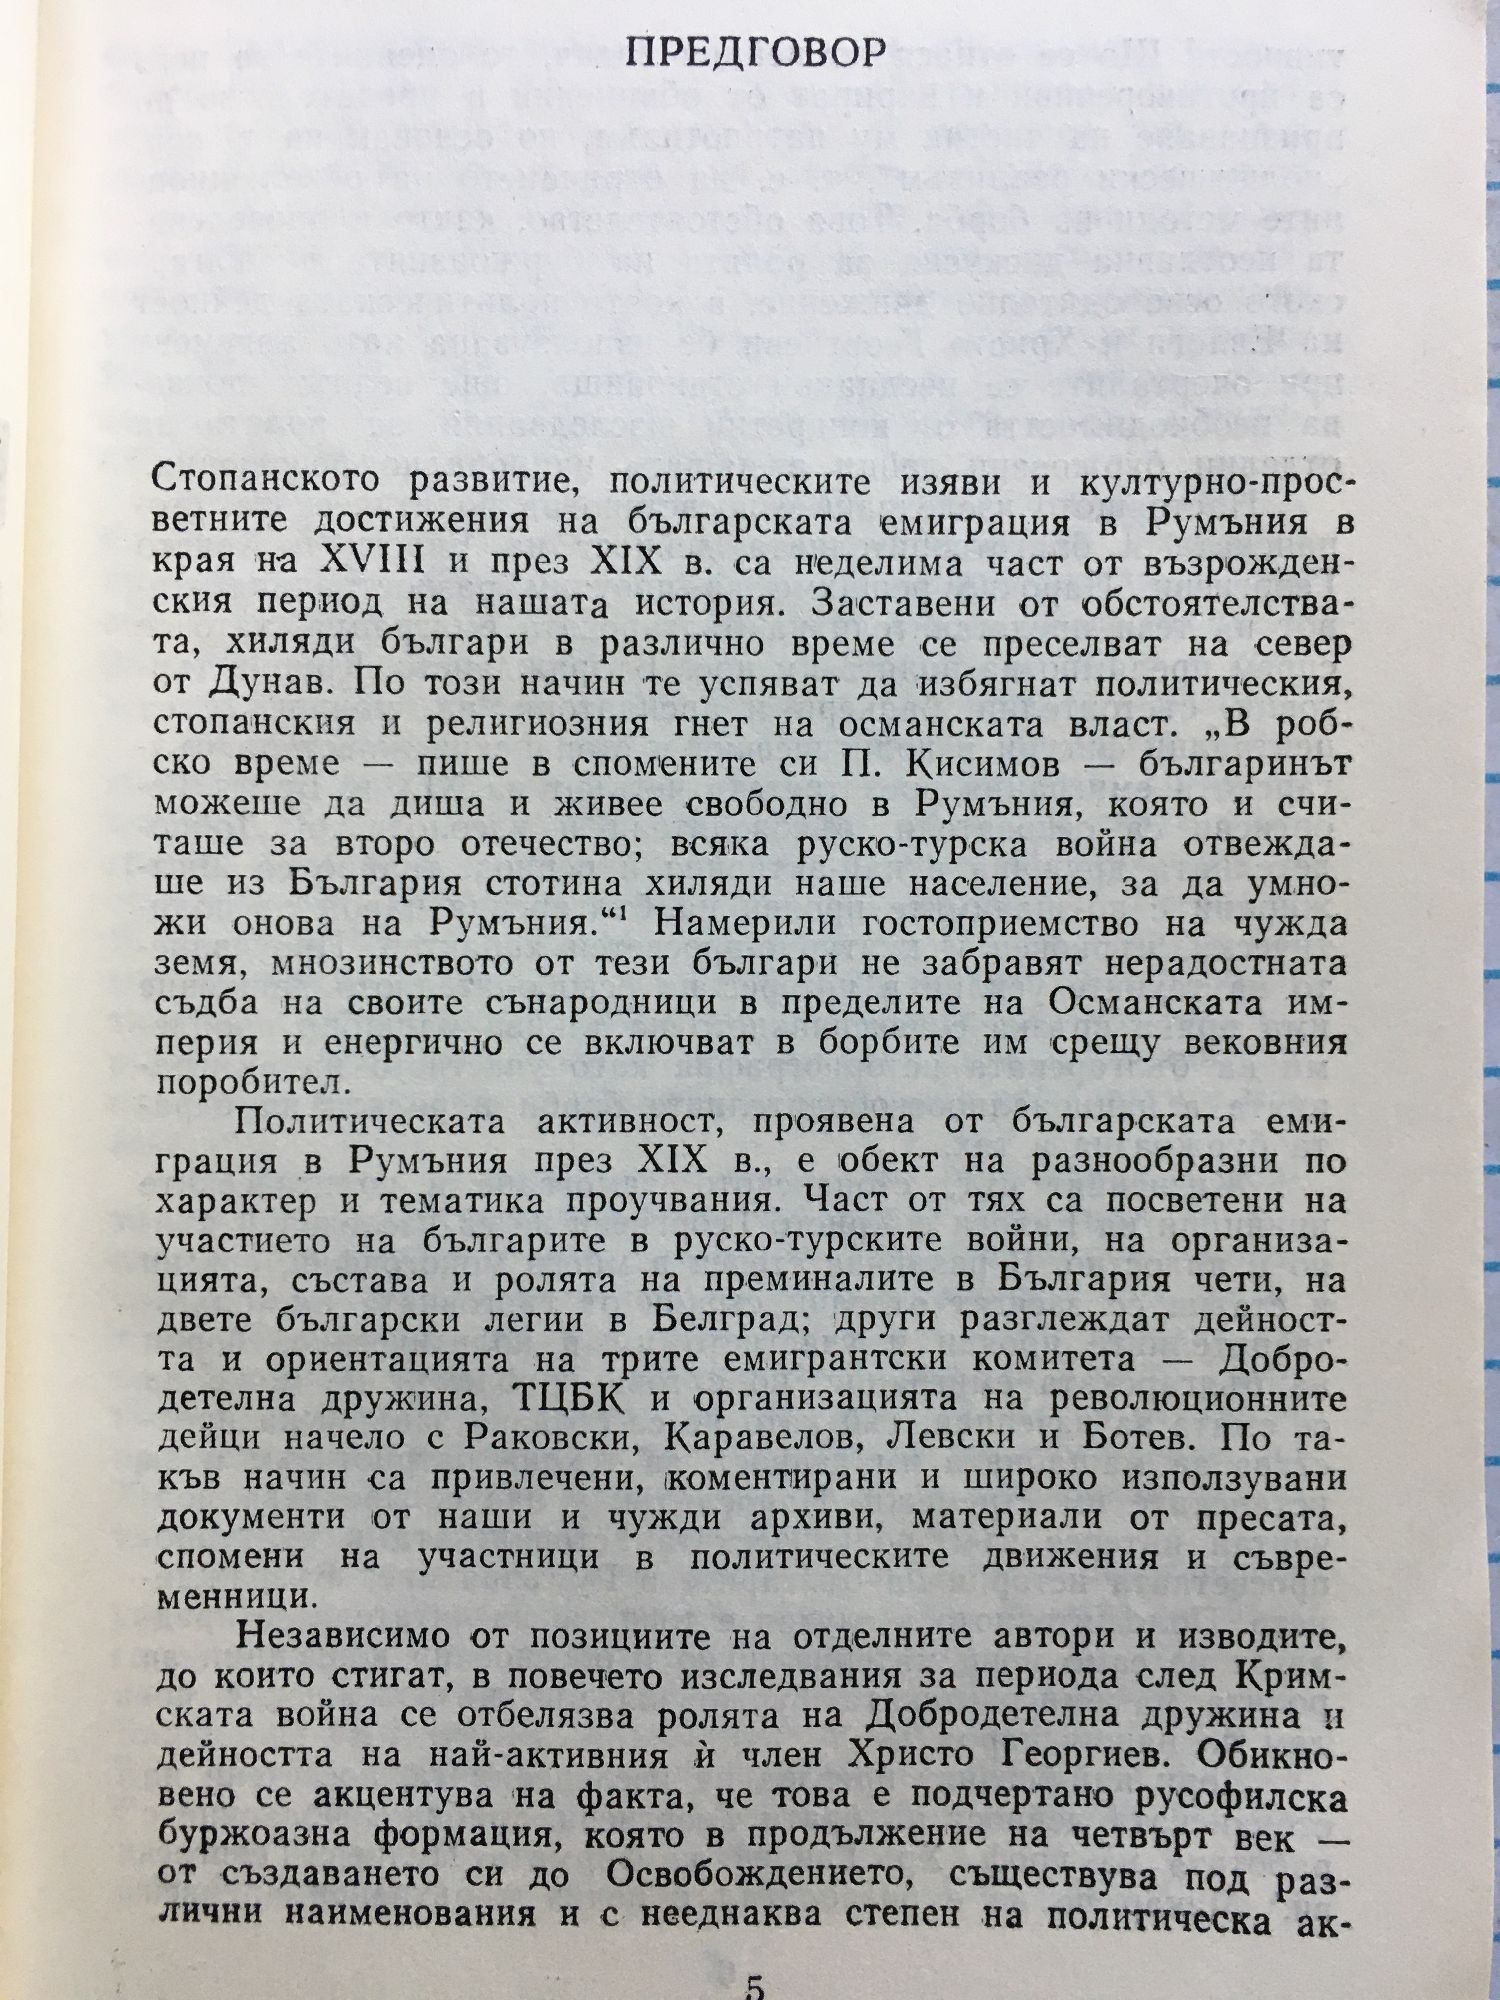 ПРЕДГОВОР
Стопанското развитие, политическите изяви и културно-прос-
ветните достижения на българската емиграция в Румъния в
края на XVIII и през XIX в. са неделима част от възрожден-
ския период на нашата история. Заставени от обстоятелства-
та, хиляди българи в различно време се преселват на север
от Дунав. По този начин те успяват да избягнат политическия,
стопанския и религиозния гнет на османската власт. „В роб-
ско време — пише в спомените си П. Кисимов — българинът
можеше да диша и живее свободно в Румъния, която и счи-
таше за второ отечество; всяка руско-турска война отвежда-
ше из България стотина хиляди наше население, за да умно-
жи онова на Румъния.“¹ Намерили гостоприемство на чужда
земя, мнозинството от тези българи не забравят нерадостната
съдба на своите сънародници в пределите на Османската им-
перия и енергично се включват в борбите им срещу вековния
поробител.
Политическата активност, проявена от българската еми-
грация в Румъния през XIX в., е обект на разнообразни по
характер и тематика проучвания. Част от тях са посветени на
участието на българите в руско-турските войни, на организа-
цията, състава и ролята на преминалите в България чети, на
двете български легии в Белград; други разглеждат дейност-
та и ориентацията на трите емигрантски комитета — Добро-
детелна дружина, ТЦБК и организацията на революционните
дейци начело с Раковски, Каравелов, Левски и Ботев. По та-
къв начин са привлечени, коментирани и широко използувани
документи от наши и чужди архиви, материали от пресата,
спомени на участници в политическите движения и съвре-
менници.
Независимо от позициите на отделните автори и изводите,
до които стигат, в повечето изследвания за периода след Крим-
ската война се отбелязва ролята на Добродетелна дружина и
дейността на най-активния ѝ член Христо Георгиев. Обикно-
вено се акцентува на факта, че това е подчертано русофилска
буржоазна формация, която в продължение на четвърт век —
от създаването си до Освобождението, съществува под раз-
лични наименования и с нееднаква степен на политическа ак-
5